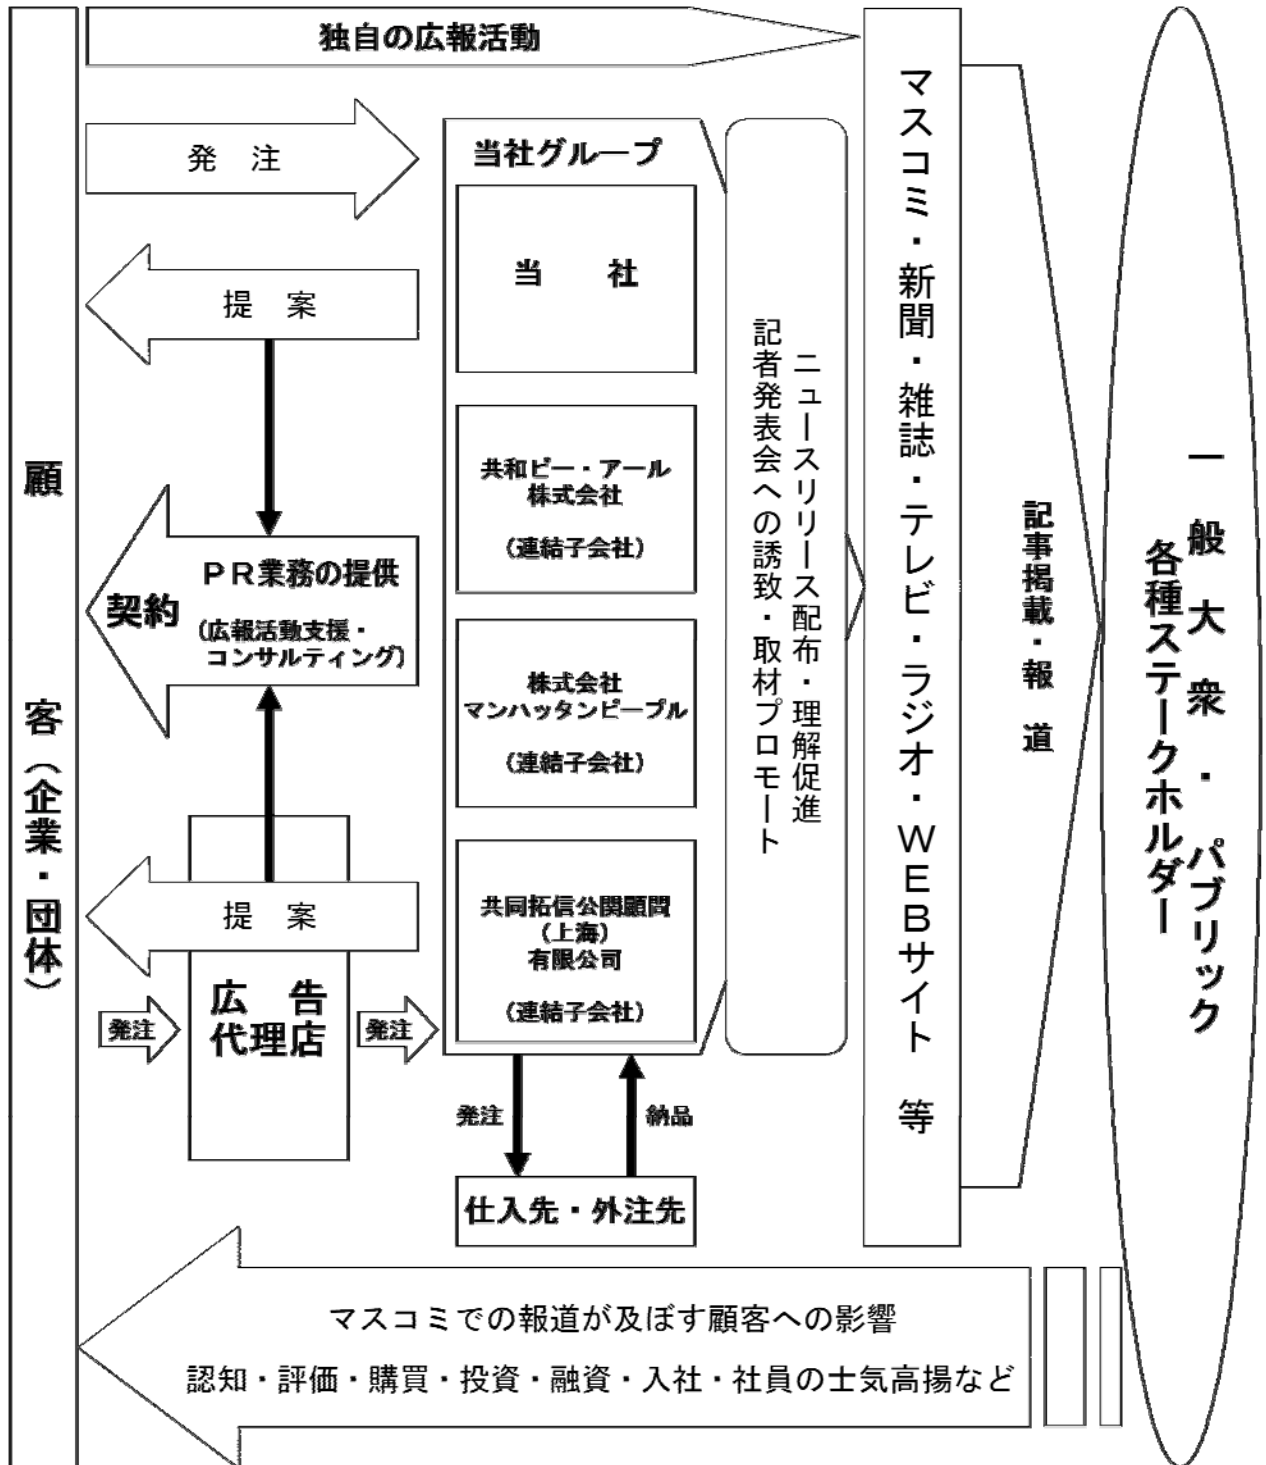 独自の広報活動
発 注
提 案
契約
PR業務の提供
(広報活動支援・
コンサルティング)
提 案
広 告
代理店
発注
発注
顧 客(企業・団体)
当社グループ
当 社
共和ピー・アール
株式会社
(連結子会社)
株式会社
マンハッタンピープル
(連結子会社)
共同拓信公関顧問
(上海)
有限公司
(連結子会社)
発注
納品
仕入先・外注先
ニュースリリース配布・理解促進
記者発表会への誘致・取材プロモート
マスコミ・新聞・雑誌・テレビ・ラジオ・WEBサイト 等
記事掲載・報道
一般大衆・パブリック
各種ステークホルダー
マスコミでの報道が及ぼす顧客への影響
認知・評価・購買・投資・融資・入社・社員の士気高揚など